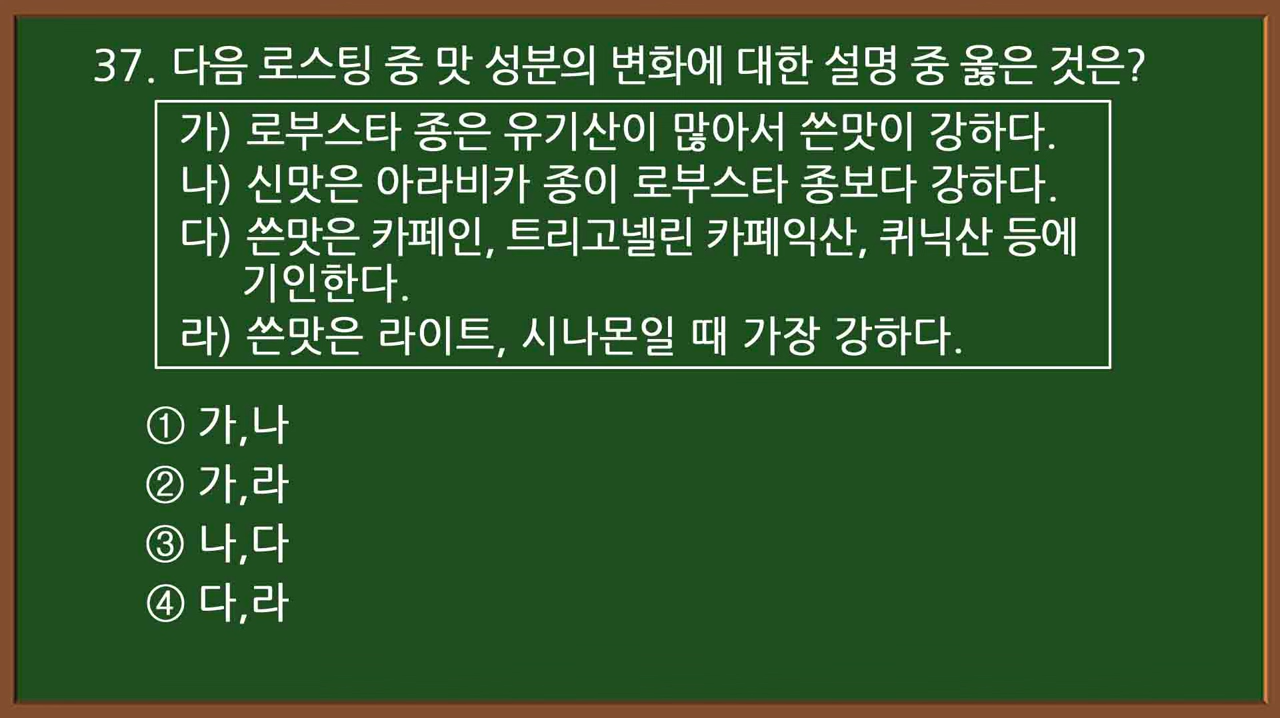 37. 다음 로스팅 중 맛 성분의 변화에 대한 설명 중 옳은 것은?
가) 로부스타 종은 유기산이 많아서 쓴맛이 강하다.
나) 신맛은 아라비카 종이 로부스타 종보다 강하다.
다) 쓴맛은 카페인, 트리고넬린 카페익산, 퀴닉산 등에
기인한다.
라) 쓴맛은 라이트, 시나몬일 때 가장 강하다.
① 가,나
② 가,라
③ 나,다
④ 다,라